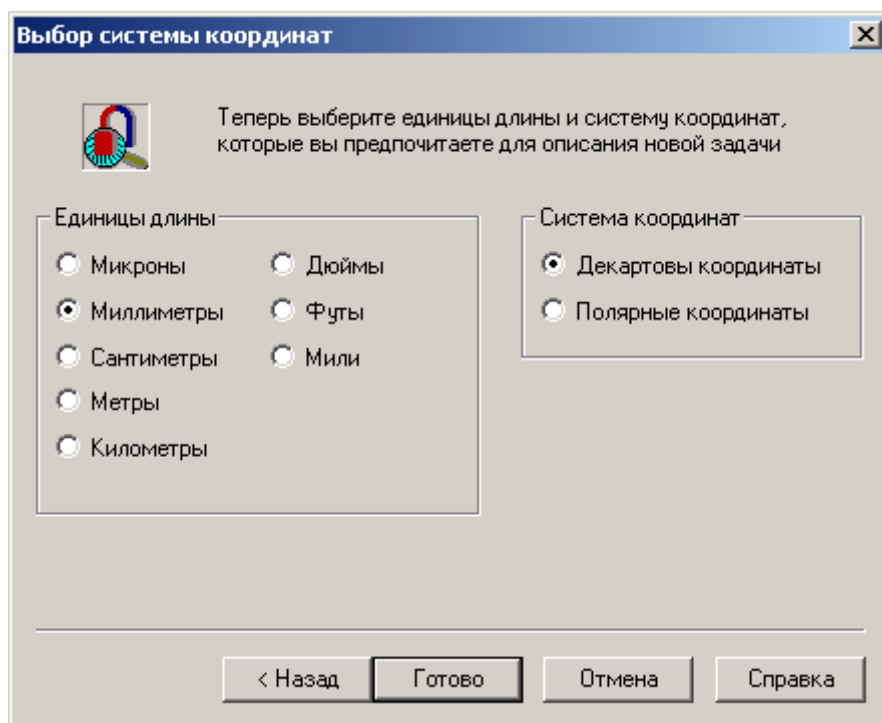 Выбор системы координат
Теперь выберите единицы длины и систему координат,
которые вы предпочитаете для описания новой задачи
Единицы длины
Микроны
Миллиметры
Сантиметры
Метры
Километры
Дюймы
Футы
Мили
Система координат
Декартовы координаты
Полярные координаты
< Назад
Готово
Отмена
Справка